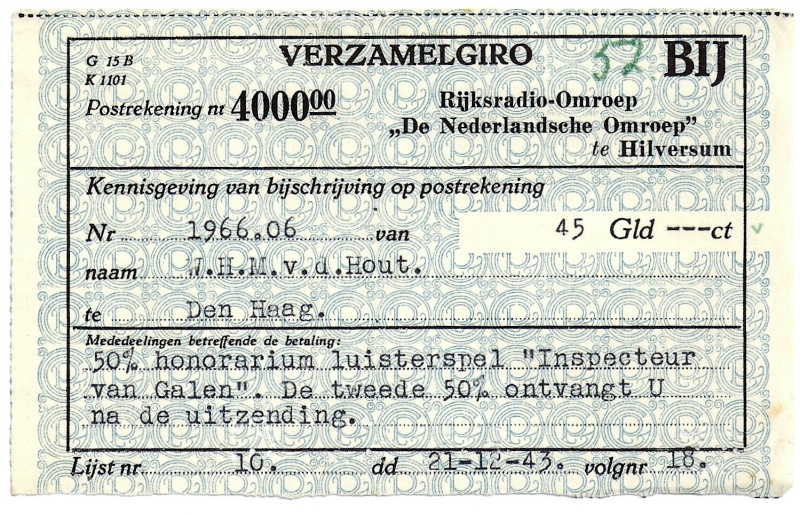 G 15 B
K 1101
VERZAMELGIRO
57.
BIJ
Postrekening nr 400000
Rijksradio-Omroep
„De Nederlandsche Omroep”
te Hilversum
Kennisgeving van bijschrijving op postrekening
Nr 1966.06 van 45 Gld ---ct
naam W.H.M.v.d.Hout.
te Den Haag.
Mededeelingen betreffende de betaling:
50% honorarium luisterspel "Inspecteur
van Galen". De tweede 50% ontvangt U
na de uitzending.
Lijst nr. 10. dd 21-12-43. volgnr 18.